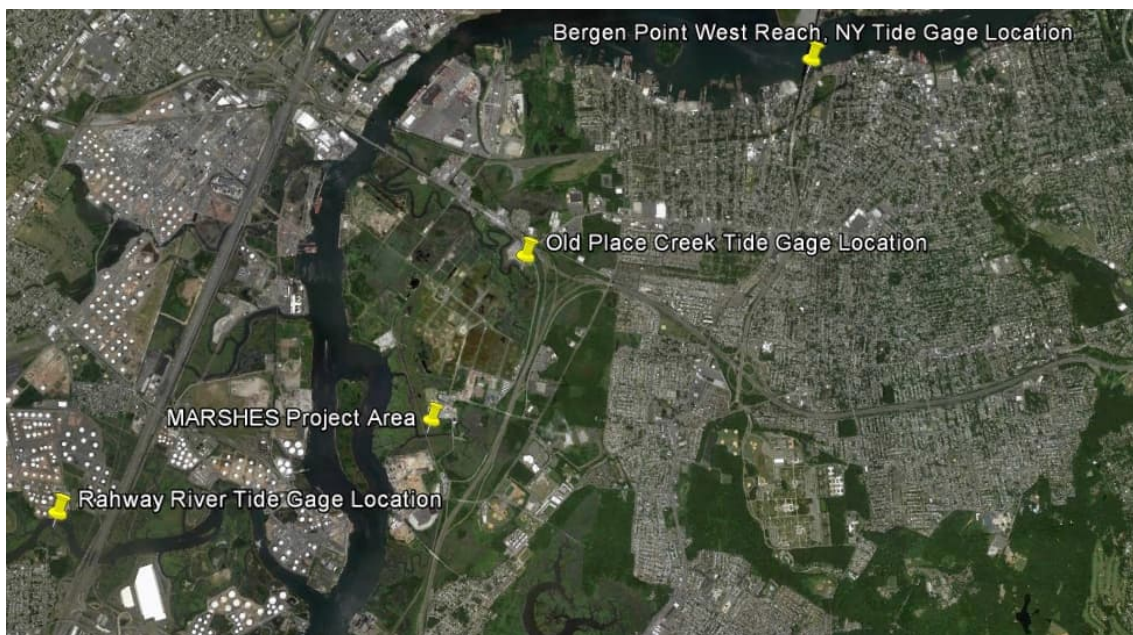 Bergen Point West Reach, NY Tide Gage Location
Old Place Creek Tide Gage Location
MARSHES Project Area
Rahway River Tide Gage Location